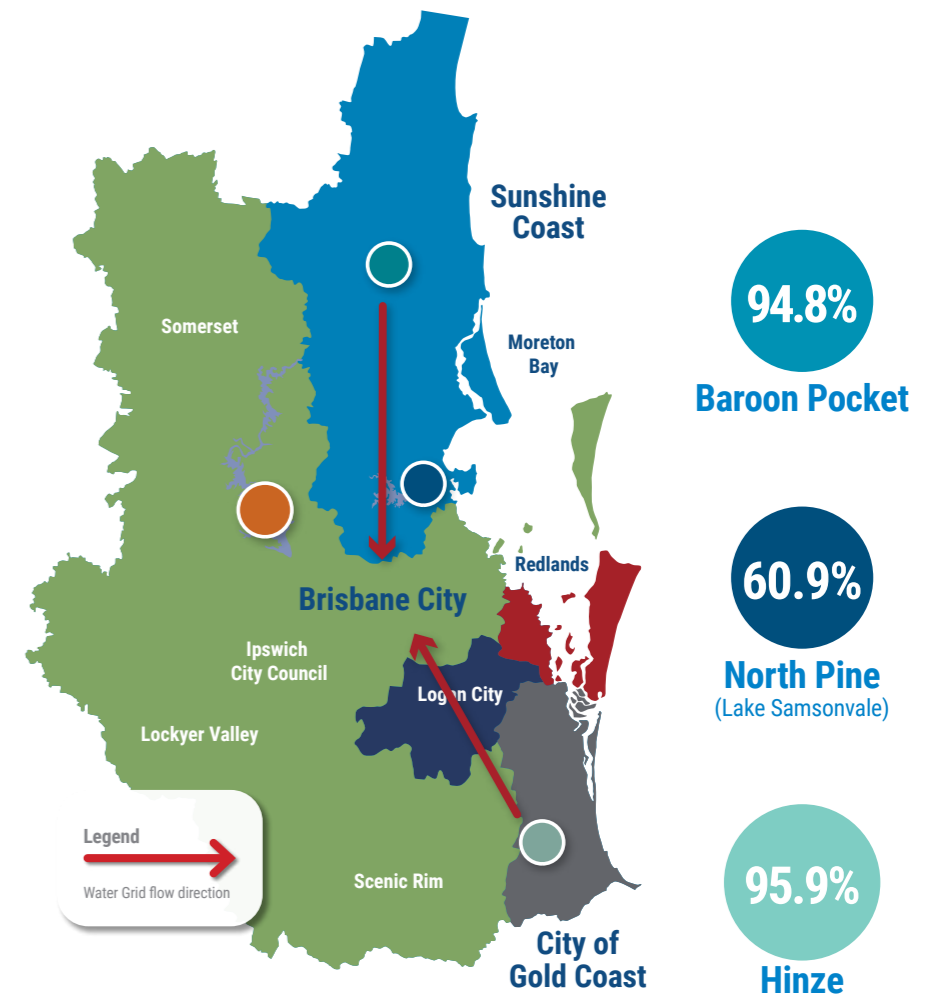 Sunshine
Coast
Somerset
Moreton
Bay
94.8%
Baroon Pocket
Redlands
Brisbane City
60.9%
Ipswich
City Council
North Pine
(Lake Samsonvale)
Logan City
Lockyer Valley
Legend
Water Grid flow direction
Scenic Rim
95.9%
City of
Gold Coast
Hinze